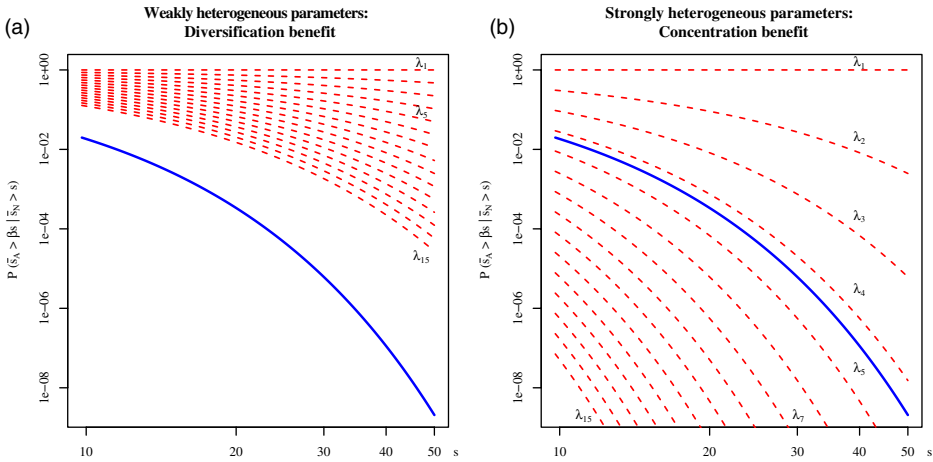 Weakly heterogeneous parameters:
Diversification benefit
(a)
P (s̄A > βs | s̄N > s)
1e+00
1e−02
1e−04
1e−06
1e−08
λ1
λ5
λ15
10
20
30
40
50
s
Strongly heterogeneous parameters:
Concentration benefit
(b)
P (s̄A > βs | s̄N > s)
1e+00
1e−02
1e−04
1e−06
1e−08
λ1
λ2
λ3
λ4
λ5
λ15
λ7
10
20
30
40
50
s